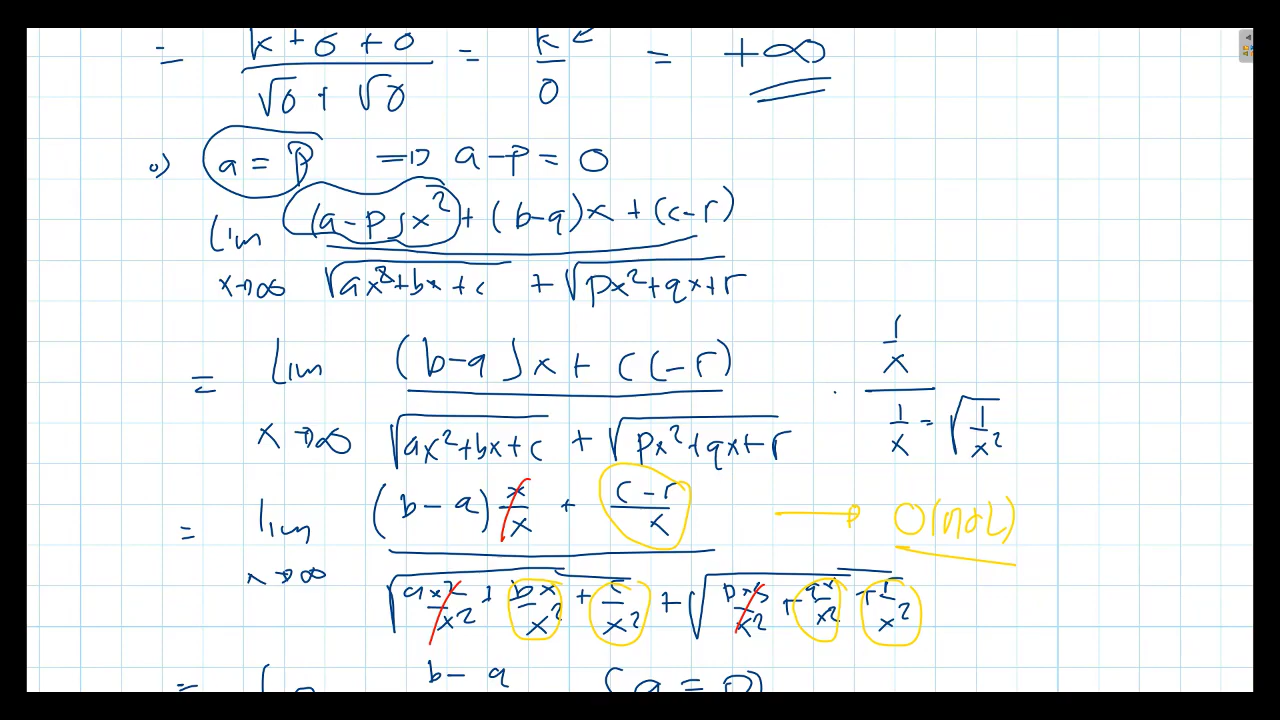 = (k + 0 + 0)/(√0 + √0) = k/0 = +∞
o) a = p ⇒ a - p = 0
lim x→∞ ((a-p)x² + (b-q)x + (c-r))/(√(ax²+bx+c) + √(px²+qx+r))
= lim x→∞ ((b-q)x + (c-r))/(√(ax²+bx+c) + √(px²+qx+r)) · (1/x)/(1/x = √(1/x²))
= lim x→∞ ((b-q) x/x + (c-r)/x)/(√(ax²/x² + bx/x² + c/x²) + √(px²/x² + qx/x² + r/x²)) → 0 (nol)
= b - q (a = p)